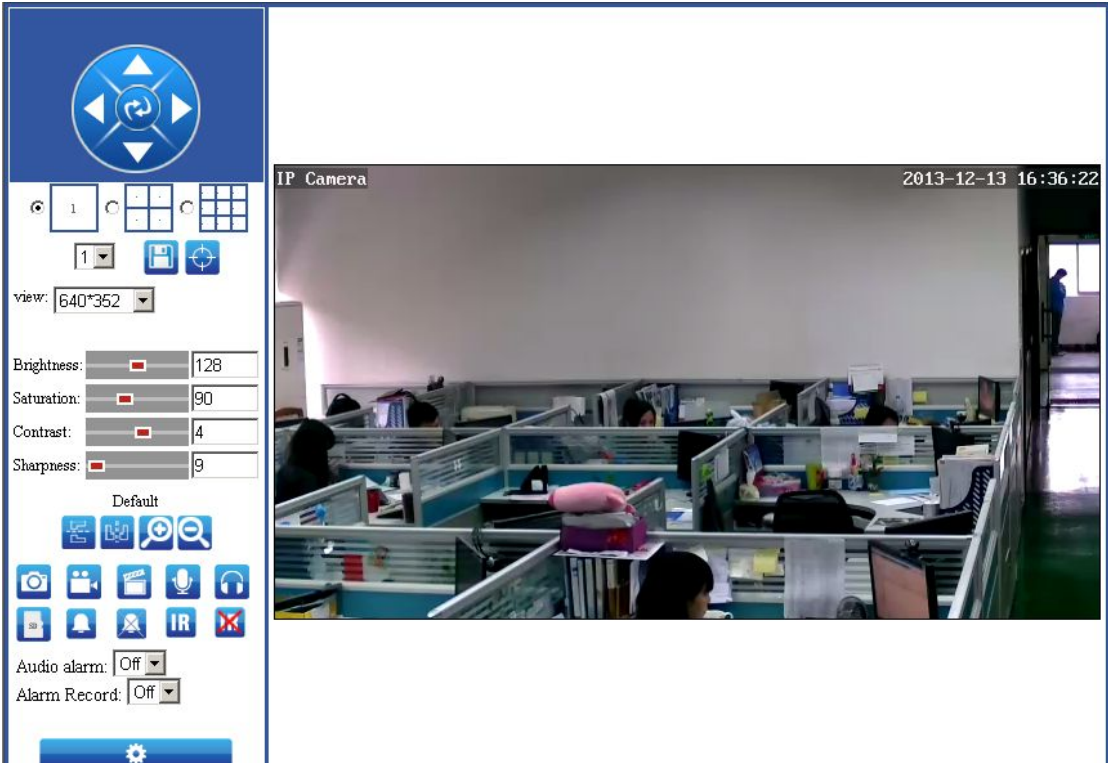 IP Camera
2013-12-13 16:36:22
1
1
view: 640*352
Brightness: 128
Saturation: 90
Contrast: 4
Sharpness: 9
Default
SD
IR
Audio alarm: Off
Alarm Record: Off